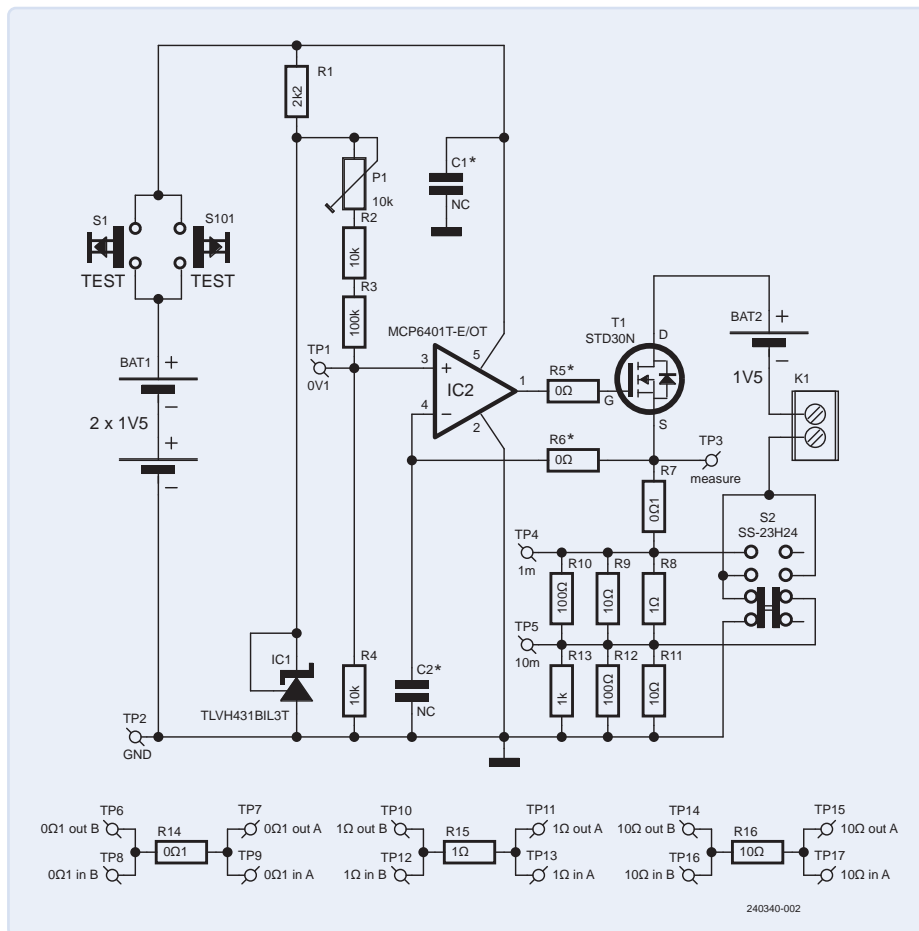 R1
2k2
P1
10k
C1*
NC
S1
S101
TEST
TEST
R2
10k
R3
100k
BAT1
+
−
2 x 1V5
+
−
MCP6401T-E/OT
TP1
0V1
3
+
5
IC2
1
4
−
2
R5*
0Ω
T1
STD30N
D
G
S
BAT2
+
−
1V5
K1
R6*
0Ω
TP3
measure
R7
0Ω1
S2
SS-23H24
TP4
1m
R10
100Ω
R9
10Ω
R8
1Ω
TP5
10m
R13
1k
R12
100Ω
R11
10Ω
IC1
TLVH431BIL3T
R4
10k
C2*
NC
TP2
GND
TP6
0Ω1 out B
TP8
0Ω1 in B
R14
0Ω1
TP7
0Ω1 out A
TP9
0Ω1 in A
TP10
1Ω out B
TP12
1Ω in B
R15
1Ω
TP11
1Ω out A
TP13
1Ω in A
TP14
10Ω out B
TP16
10Ω in B
R16
10Ω
TP15
10Ω out A
TP17
10Ω in A
240340-002